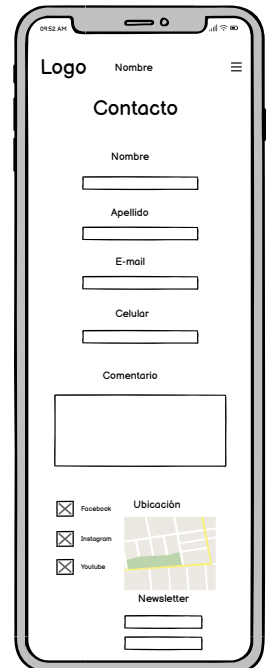 09:52 AM
Logo Nombre
Contacto
Nombre
Apellido
E-mail
Celular
Comentario
Facebook
Instagram
Youtube
Ubicación
Newsletter